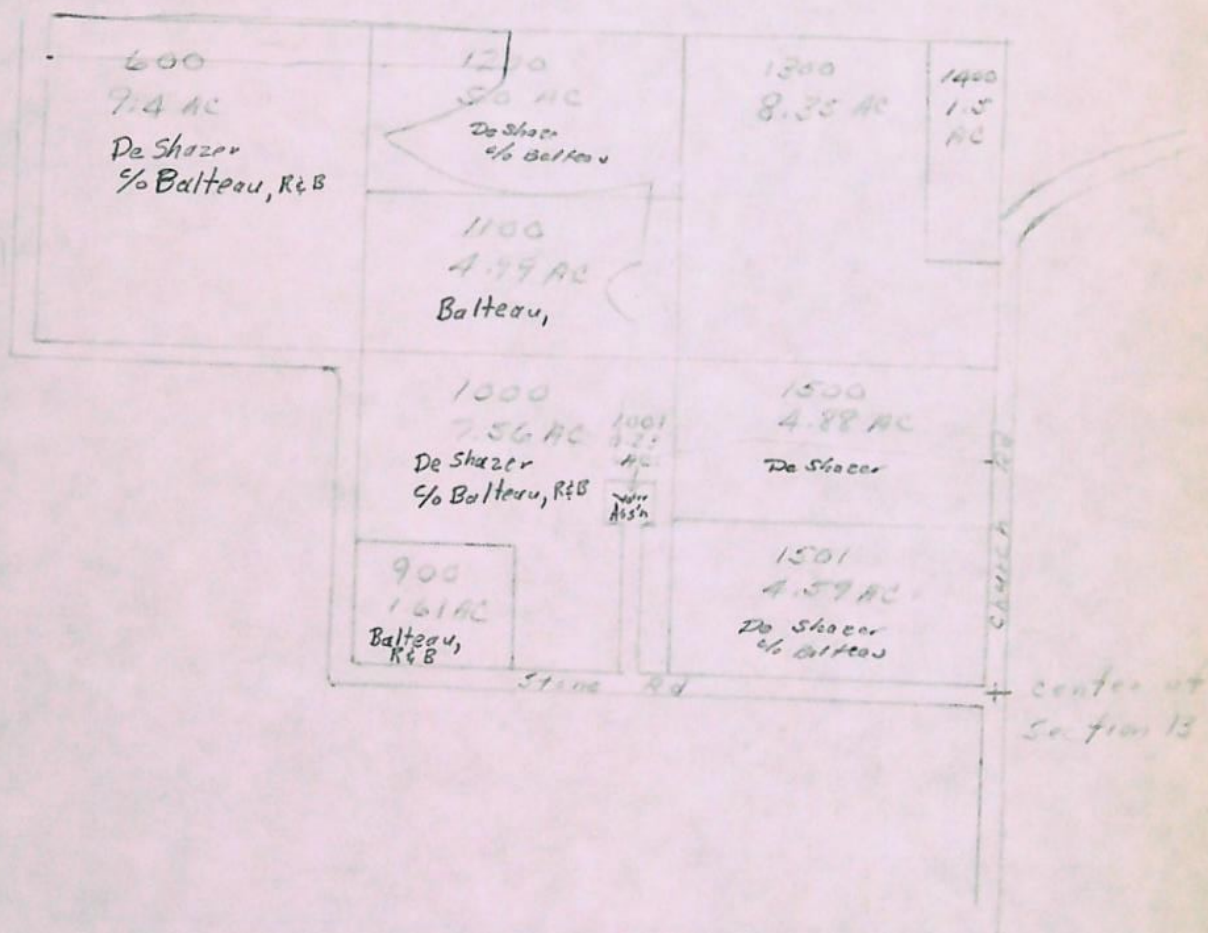 600
9.4 AC
De Shazer
c/o Balteau, R&B
1200
5.0 AC
De Shazer
c/o Balteau
1300
8.35 AC
1400
1.5
AC
1100
4.99 AC
Balteau,
1000
7.56 AC
De Shazer
c/o Balteau, R&B
1001
AC
Ass'n
1500
4.88 AC
De Shazer
900
1.61 AC
Balteau,
R&B
1501
4.59 AC
De Shazer
c/o Balteau
Stone Rd
RD
center of
Section 13